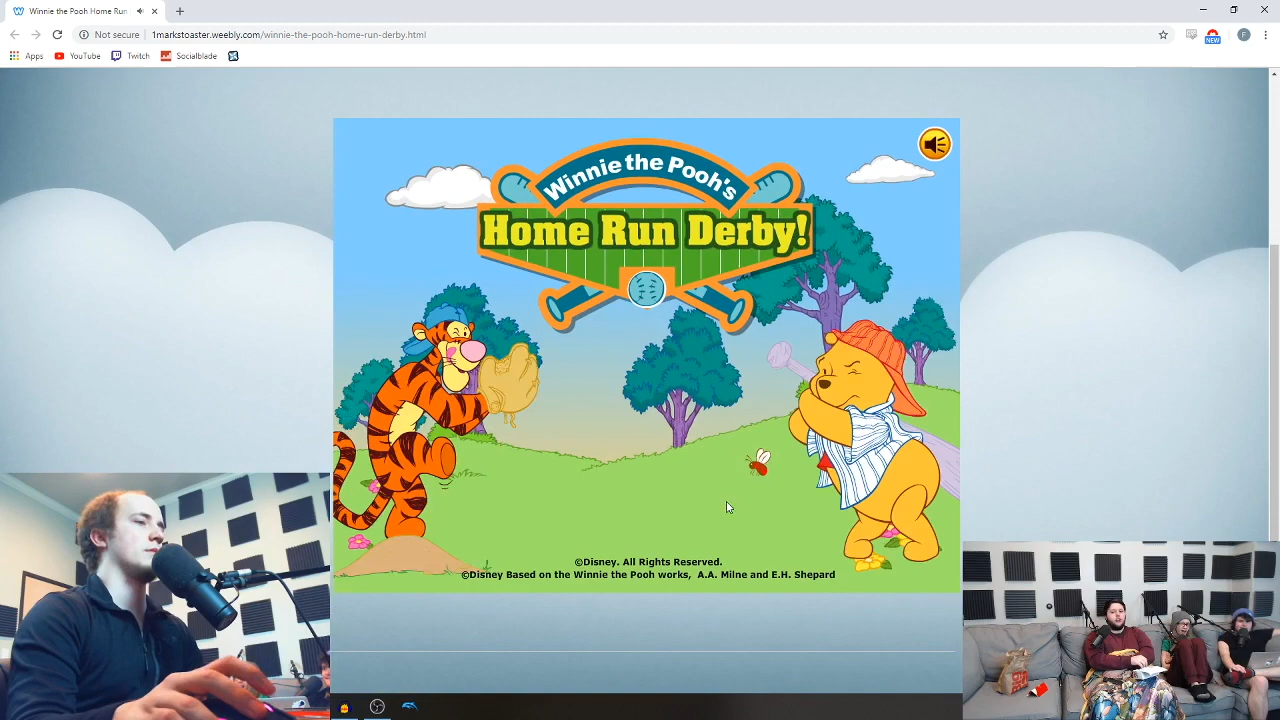 Winnie the Pooh Home Run
Not secure
1markstoaster.weebly.com/winnie-the-pooh-home-run-derby.html
NEW
F
Apps
YouTube
Twitch
Socialblade
Winnie the Pooh's
Home Run Derby!
©Disney. All Rights Reserved.
©Disney Based on the Winnie the Pooh works, A.A. Milne and E.H. Shepard